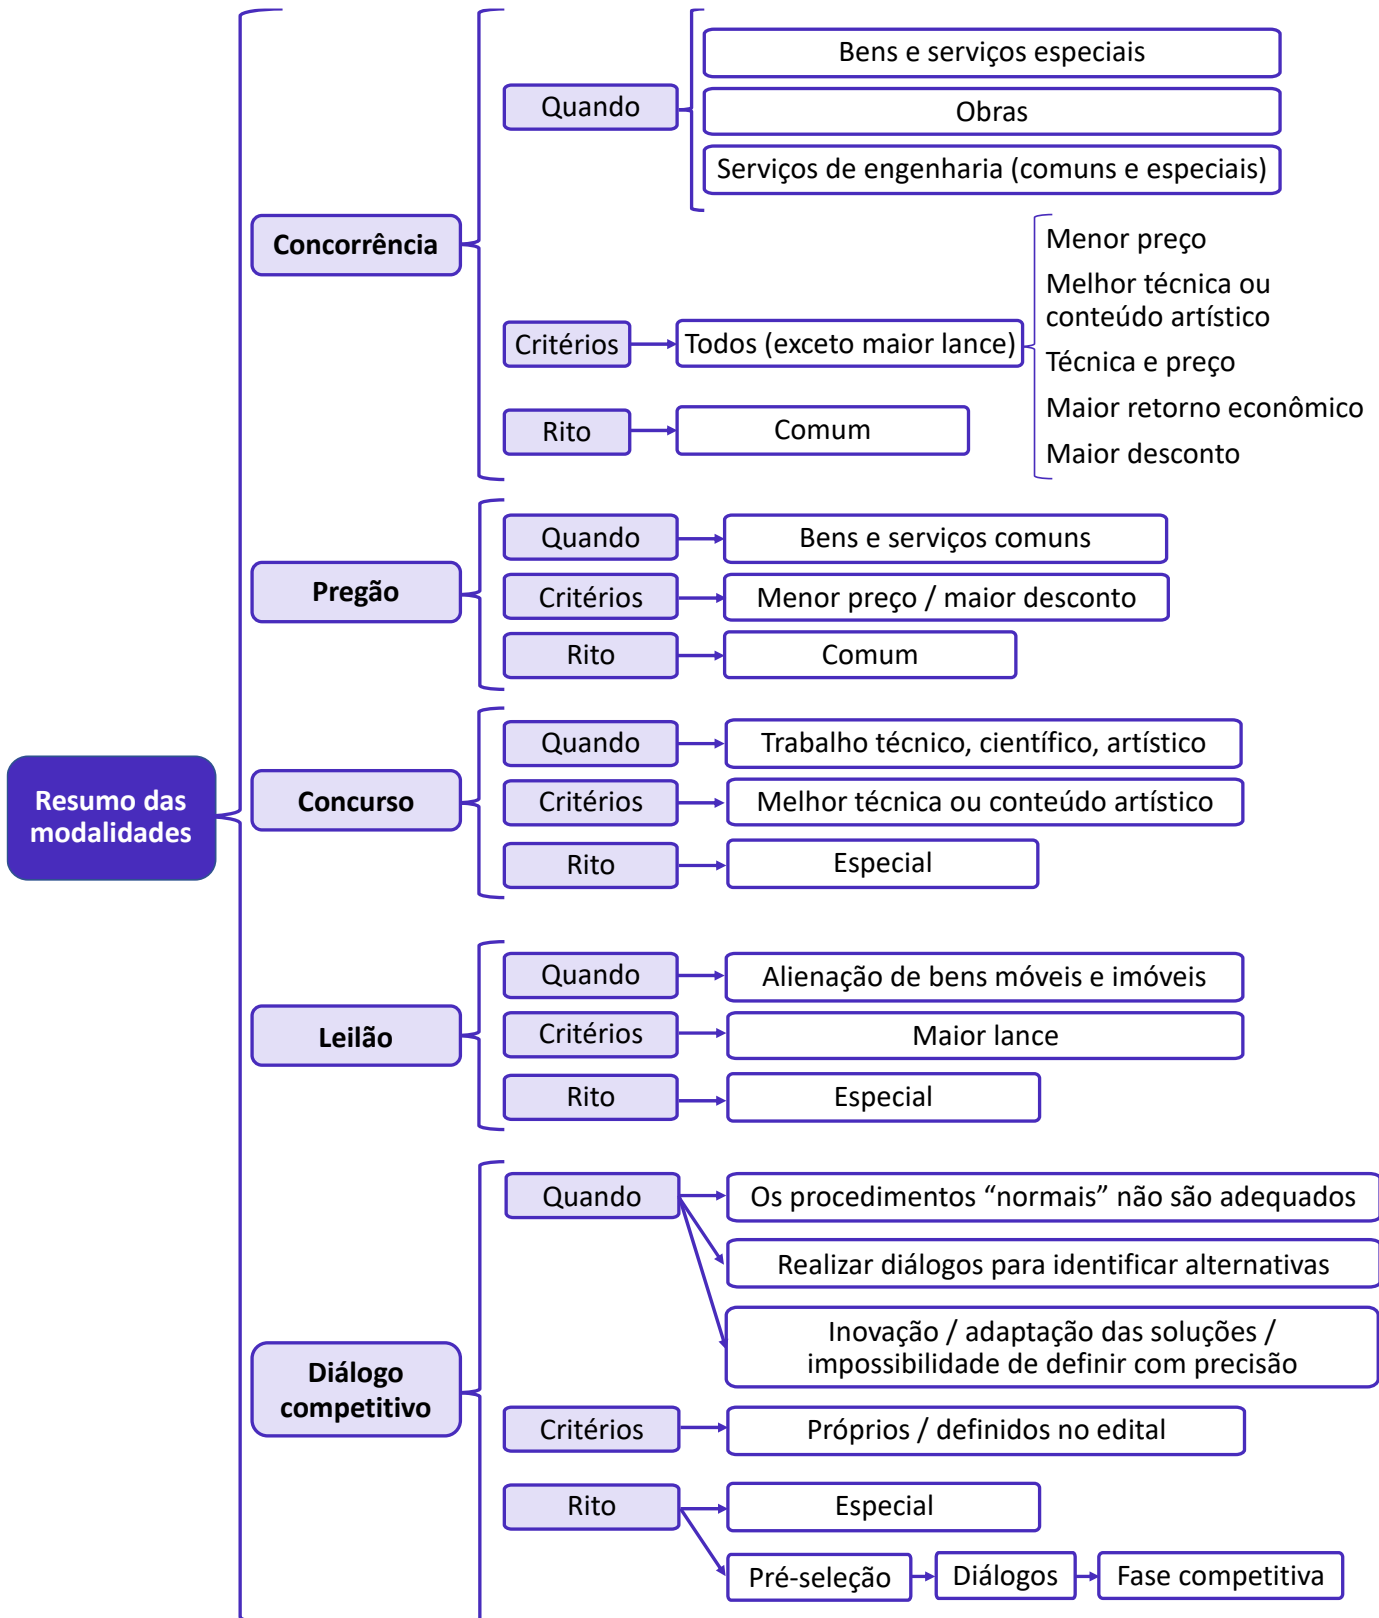 Resumo das
modalidades
Concorrência
Quando
Bens e serviços especiais
Obras
Serviços de engenharia (comuns e especiais)
Critérios
Todos (exceto maior lance)
Menor preço
Melhor técnica ou
conteúdo artístico
Técnica e preço
Maior retorno econômico
Maior desconto
Rito
Comum
Pregão
Quando
Bens e serviços comuns
Critérios
Menor preço / maior desconto
Rito
Comum
Concurso
Quando
Trabalho técnico, científico, artístico
Critérios
Melhor técnica ou conteúdo artístico
Rito
Especial
Leilão
Quando
Alienação de bens móveis e imóveis
Critérios
Maior lance
Rito
Especial
Diálogo
competitivo
Quando
Os procedimentos “normais” não são adequados
Realizar diálogos para identificar alternativas
Inovação / adaptação das soluções /
impossibilidade de definir com precisão
Critérios
Próprios / definidos no edital
Rito
Especial
Pré-seleção
Diálogos
Fase competitiva